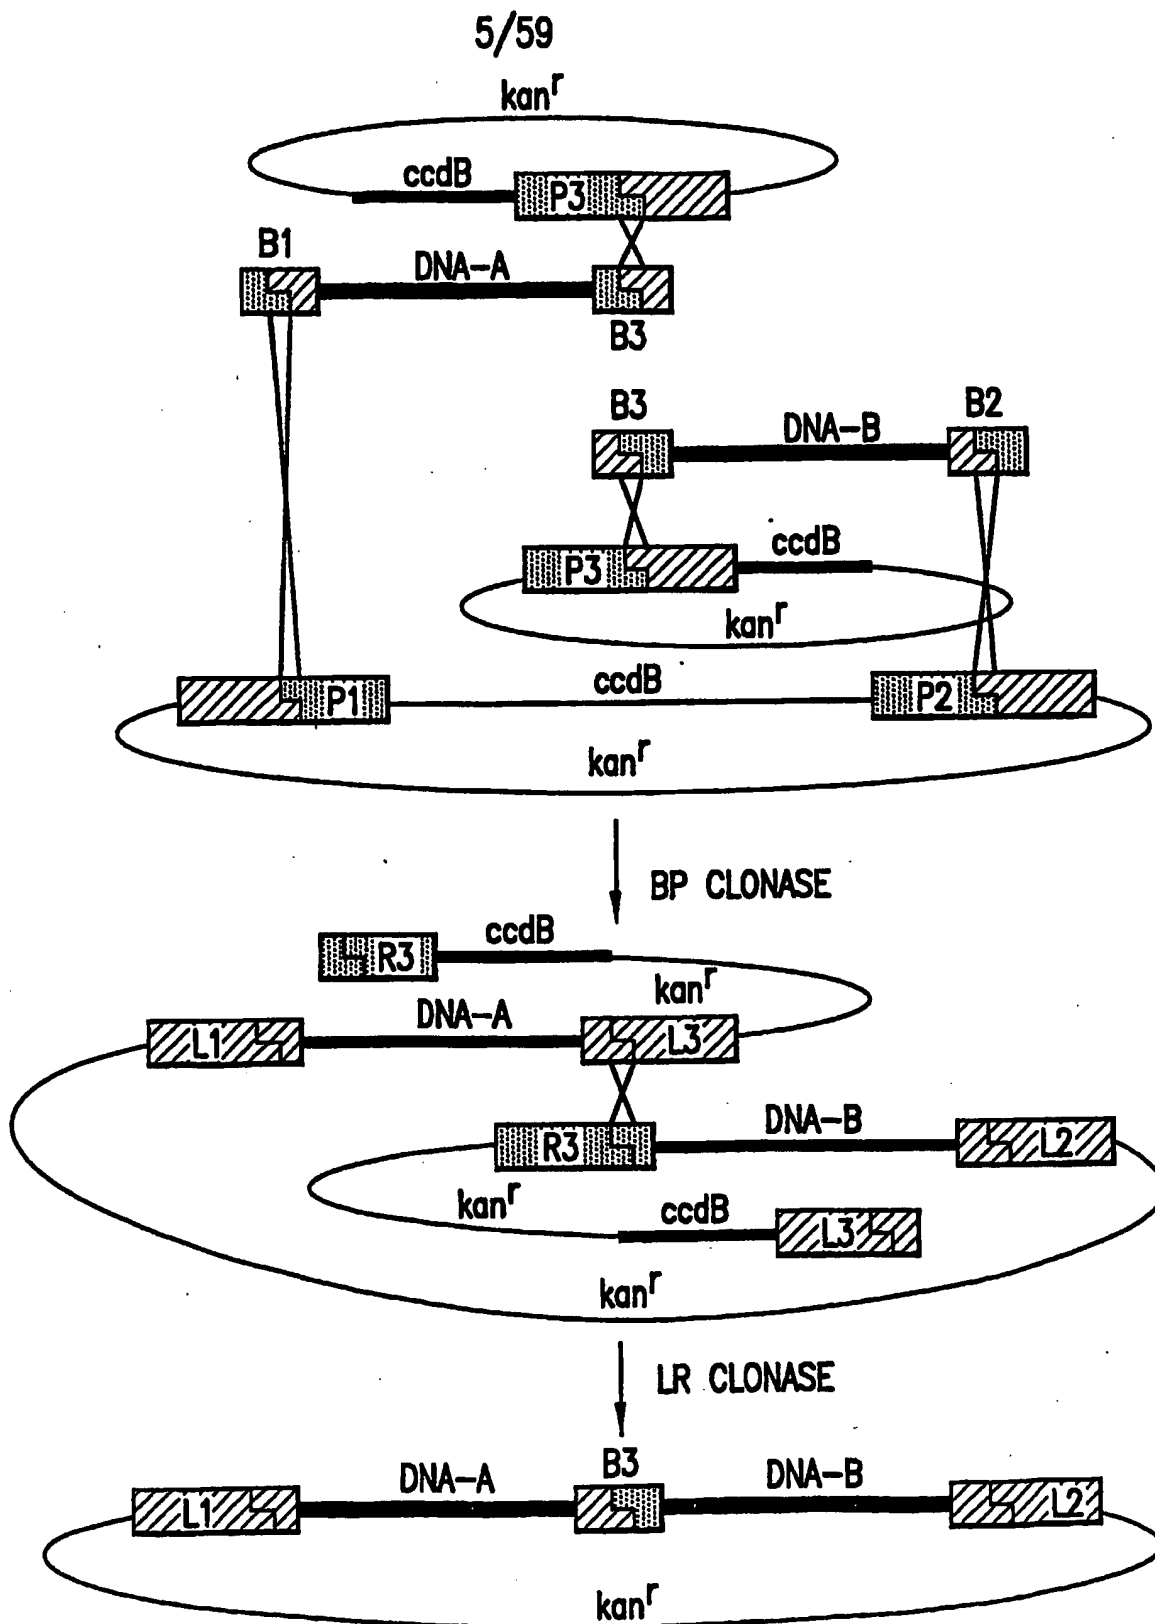 5/59
kanʳ
ccdB
P3
B1
DNA-A
B3
B3
DNA-B
B2
ccdB
P3
kanʳ
ccdB
P1
P2
kanʳ
BP CLONASE
ccdB
R3
kanʳ
DNA-A
L1
L3
DNA-B
R3
L2
kanʳ
ccdB
L3
kanʳ
LR CLONASE
DNA-A
B3
DNA-B
L1
L2
kanʳ